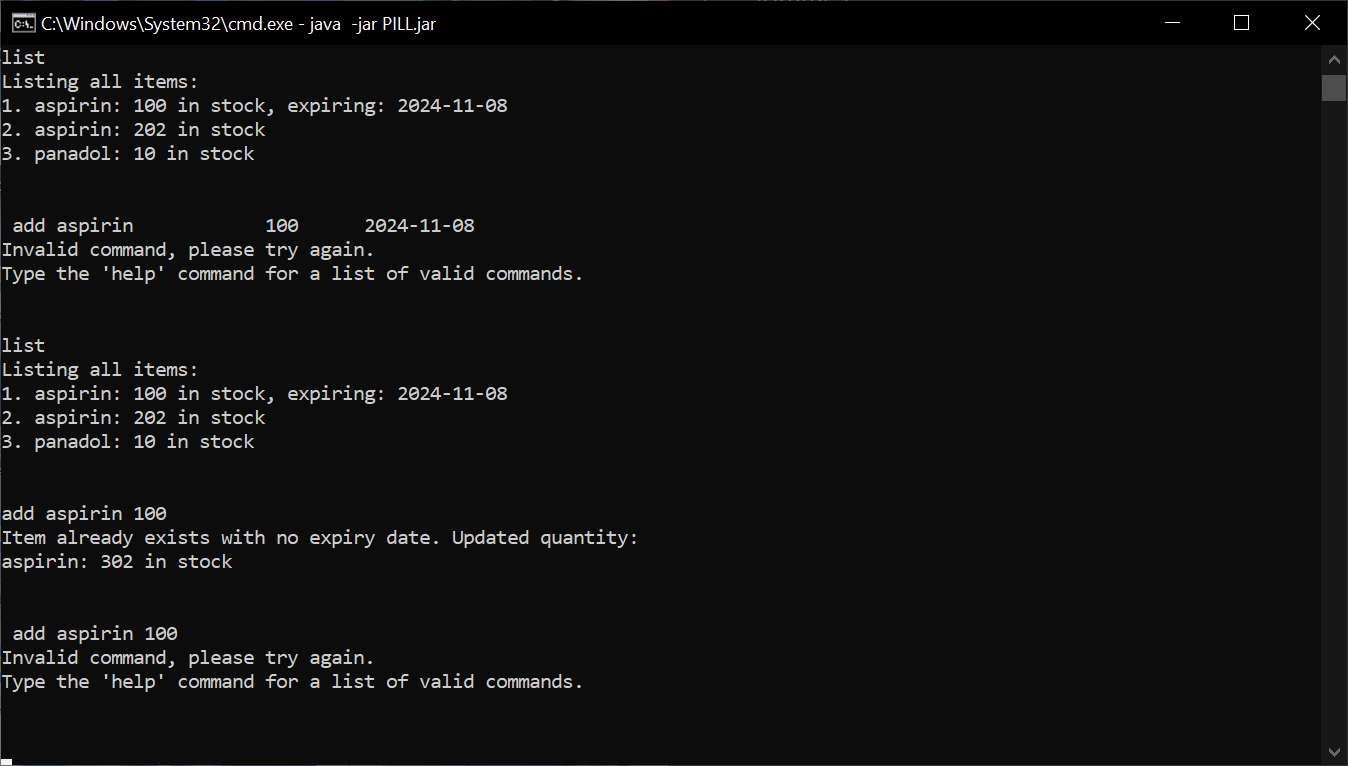 C:\Windows\System32\cmd.exe - java  -jar PILL.jar
list
Listing all items:
1. aspirin: 100 in stock, expiring: 2024-11-08
2. aspirin: 202 in stock
3. panadol: 10 in stock
 add aspirin            100      2024-11-08
Invalid command, please try again.
Type the 'help' command for a list of valid commands.
list
Listing all items:
1. aspirin: 100 in stock, expiring: 2024-11-08
2. aspirin: 202 in stock
3. panadol: 10 in stock
add aspirin 100
Item already exists with no expiry date. Updated quantity:
aspirin: 302 in stock
 add aspirin 100
Invalid command, please try again.
Type the 'help' command for a list of valid commands.